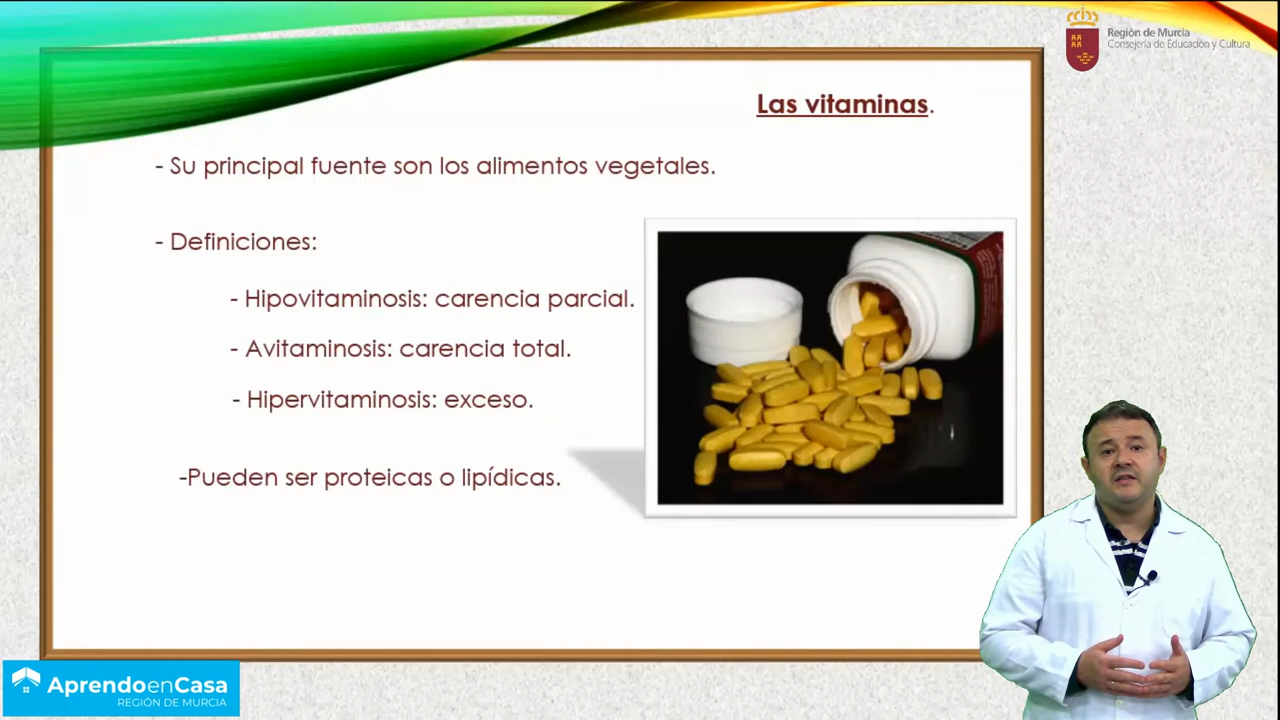 Región de Murcia
Consejería de Educación y Cultura
Las vitaminas.
- Su principal fuente son los alimentos vegetales.
- Definiciones:
- Hipovitaminosis: carencia parcial.
- Avitaminosis: carencia total.
- Hipervitaminosis: exceso.
-Pueden ser proteicas o lipídicas.
AprendoenCasa
REGIÓN DE MURCIA